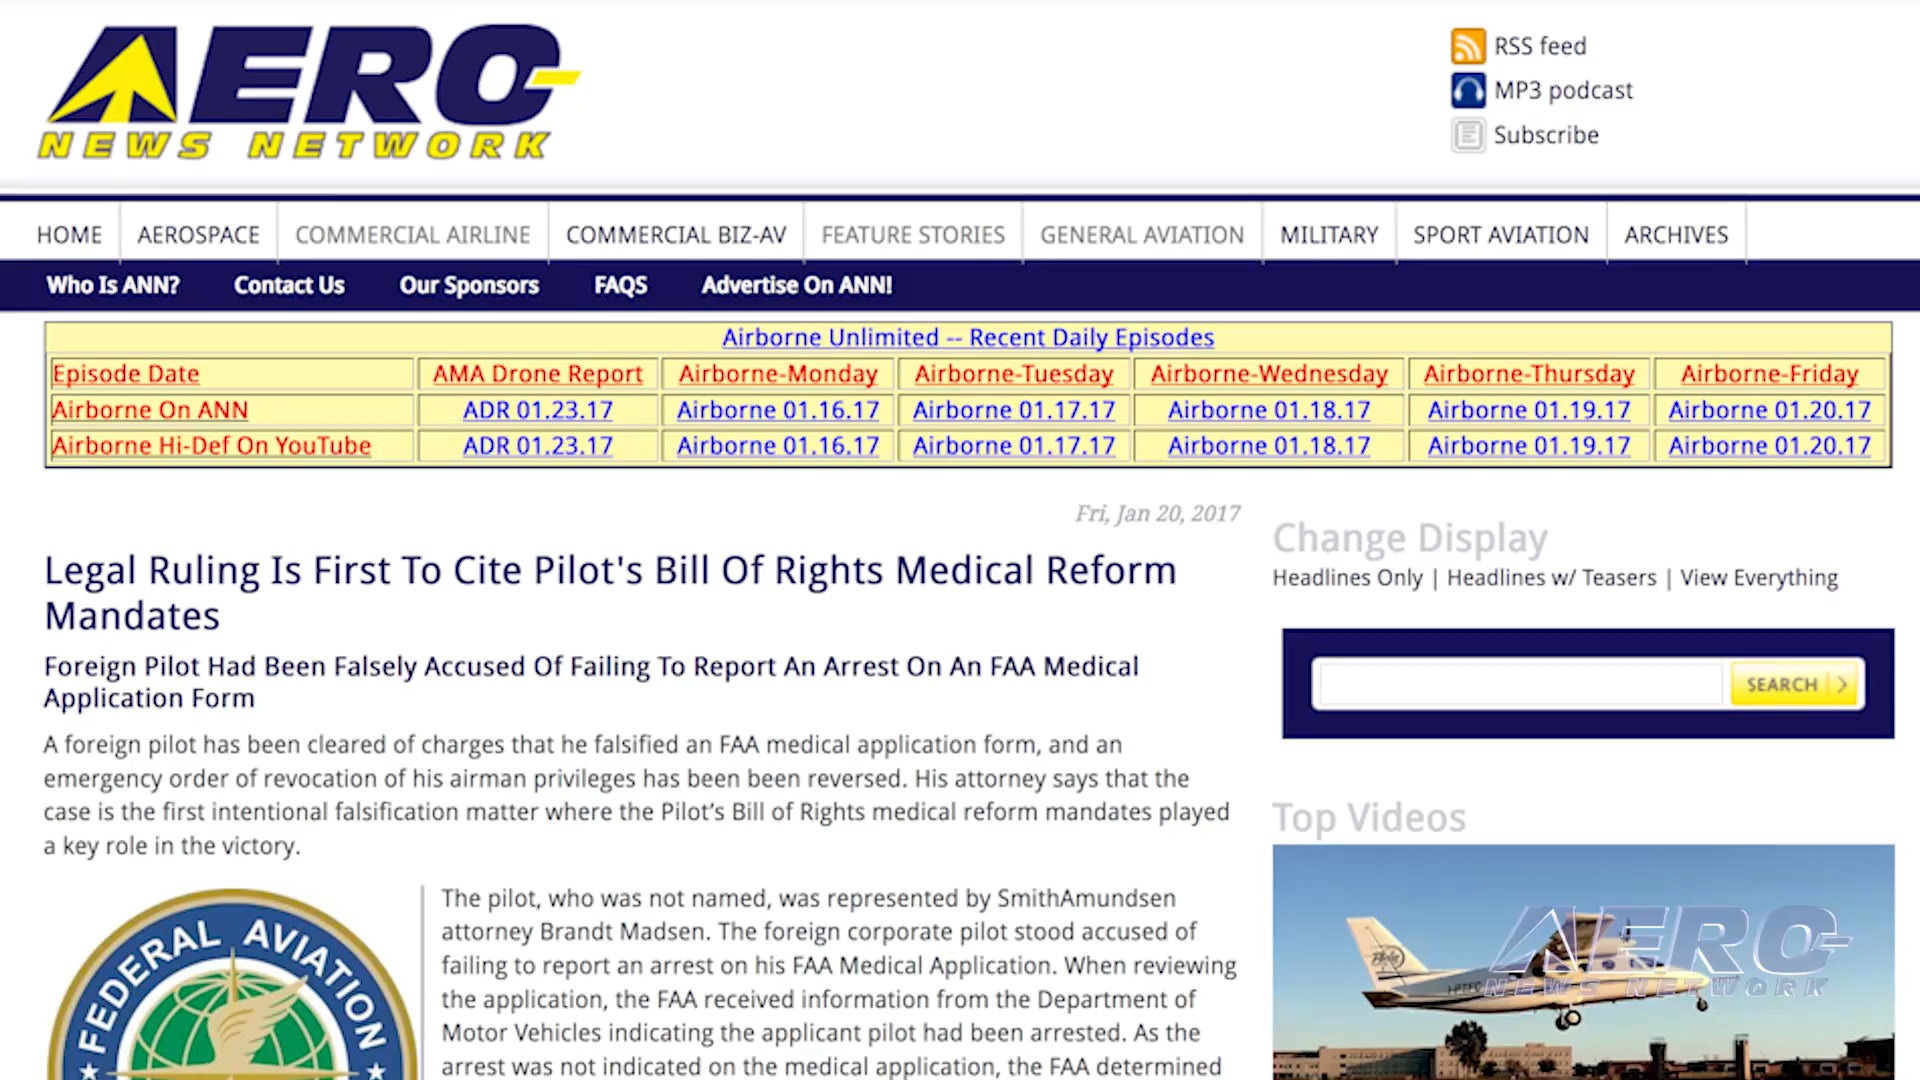 AERO-
NEWS NETWORK
RSS feed
MP3 podcast
Subscribe
HOME AEROSPACE COMMERCIAL AIRLINE COMMERCIAL BIZ-AV FEATURE STORIES GENERAL AVIATION MILITARY SPORT AVIATION ARCHIVES
Who Is ANN? Contact Us Our Sponsors FAQS Advertise On ANN!
Airborne Unlimited -- Recent Daily Episodes
Episode Date AMA Drone Report Airborne-Monday Airborne-Tuesday Airborne-Wednesday Airborne-Thursday Airborne-Friday
Airborne On ANN ADR 01.23.17 Airborne 01.16.17 Airborne 01.17.17 Airborne 01.18.17 Airborne 01.19.17 Airborne 01.20.17
Airborne Hi-Def On YouTube ADR 01.23.17 Airborne 01.16.17 Airborne 01.17.17 Airborne 01.18.17 Airborne 01.19.17 Airborne 01.20.17
Fri, Jan 20, 2017
Legal Ruling Is First To Cite Pilot's Bill Of Rights Medical Reform
Mandates
Foreign Pilot Had Been Falsely Accused Of Failing To Report An Arrest On An FAA Medical
Application Form
A foreign pilot has been cleared of charges that he falsified an FAA medical application form, and an
emergency order of revocation of his airman privileges has been been reversed. His attorney says that the
case is the first intentional falsification matter where the Pilot's Bill of Rights medical reform mandates played
a key role in the victory.
FEDERAL AVIATION
The pilot, who was not named, was represented by SmithAmundsen
attorney Brandt Madsen. The foreign corporate pilot stood accused of
failing to report an arrest on his FAA Medical Application. When reviewing
the application, the FAA received information from the Department of
Motor Vehicles indicating the applicant pilot had been arrested. As the
arrest was not indicated on the medical application, the FAA determined
Change Display
Headlines Only | Headlines w/ Teasers | View Everything
SEARCH
Top Videos
AERO-
NEWS NETWORK